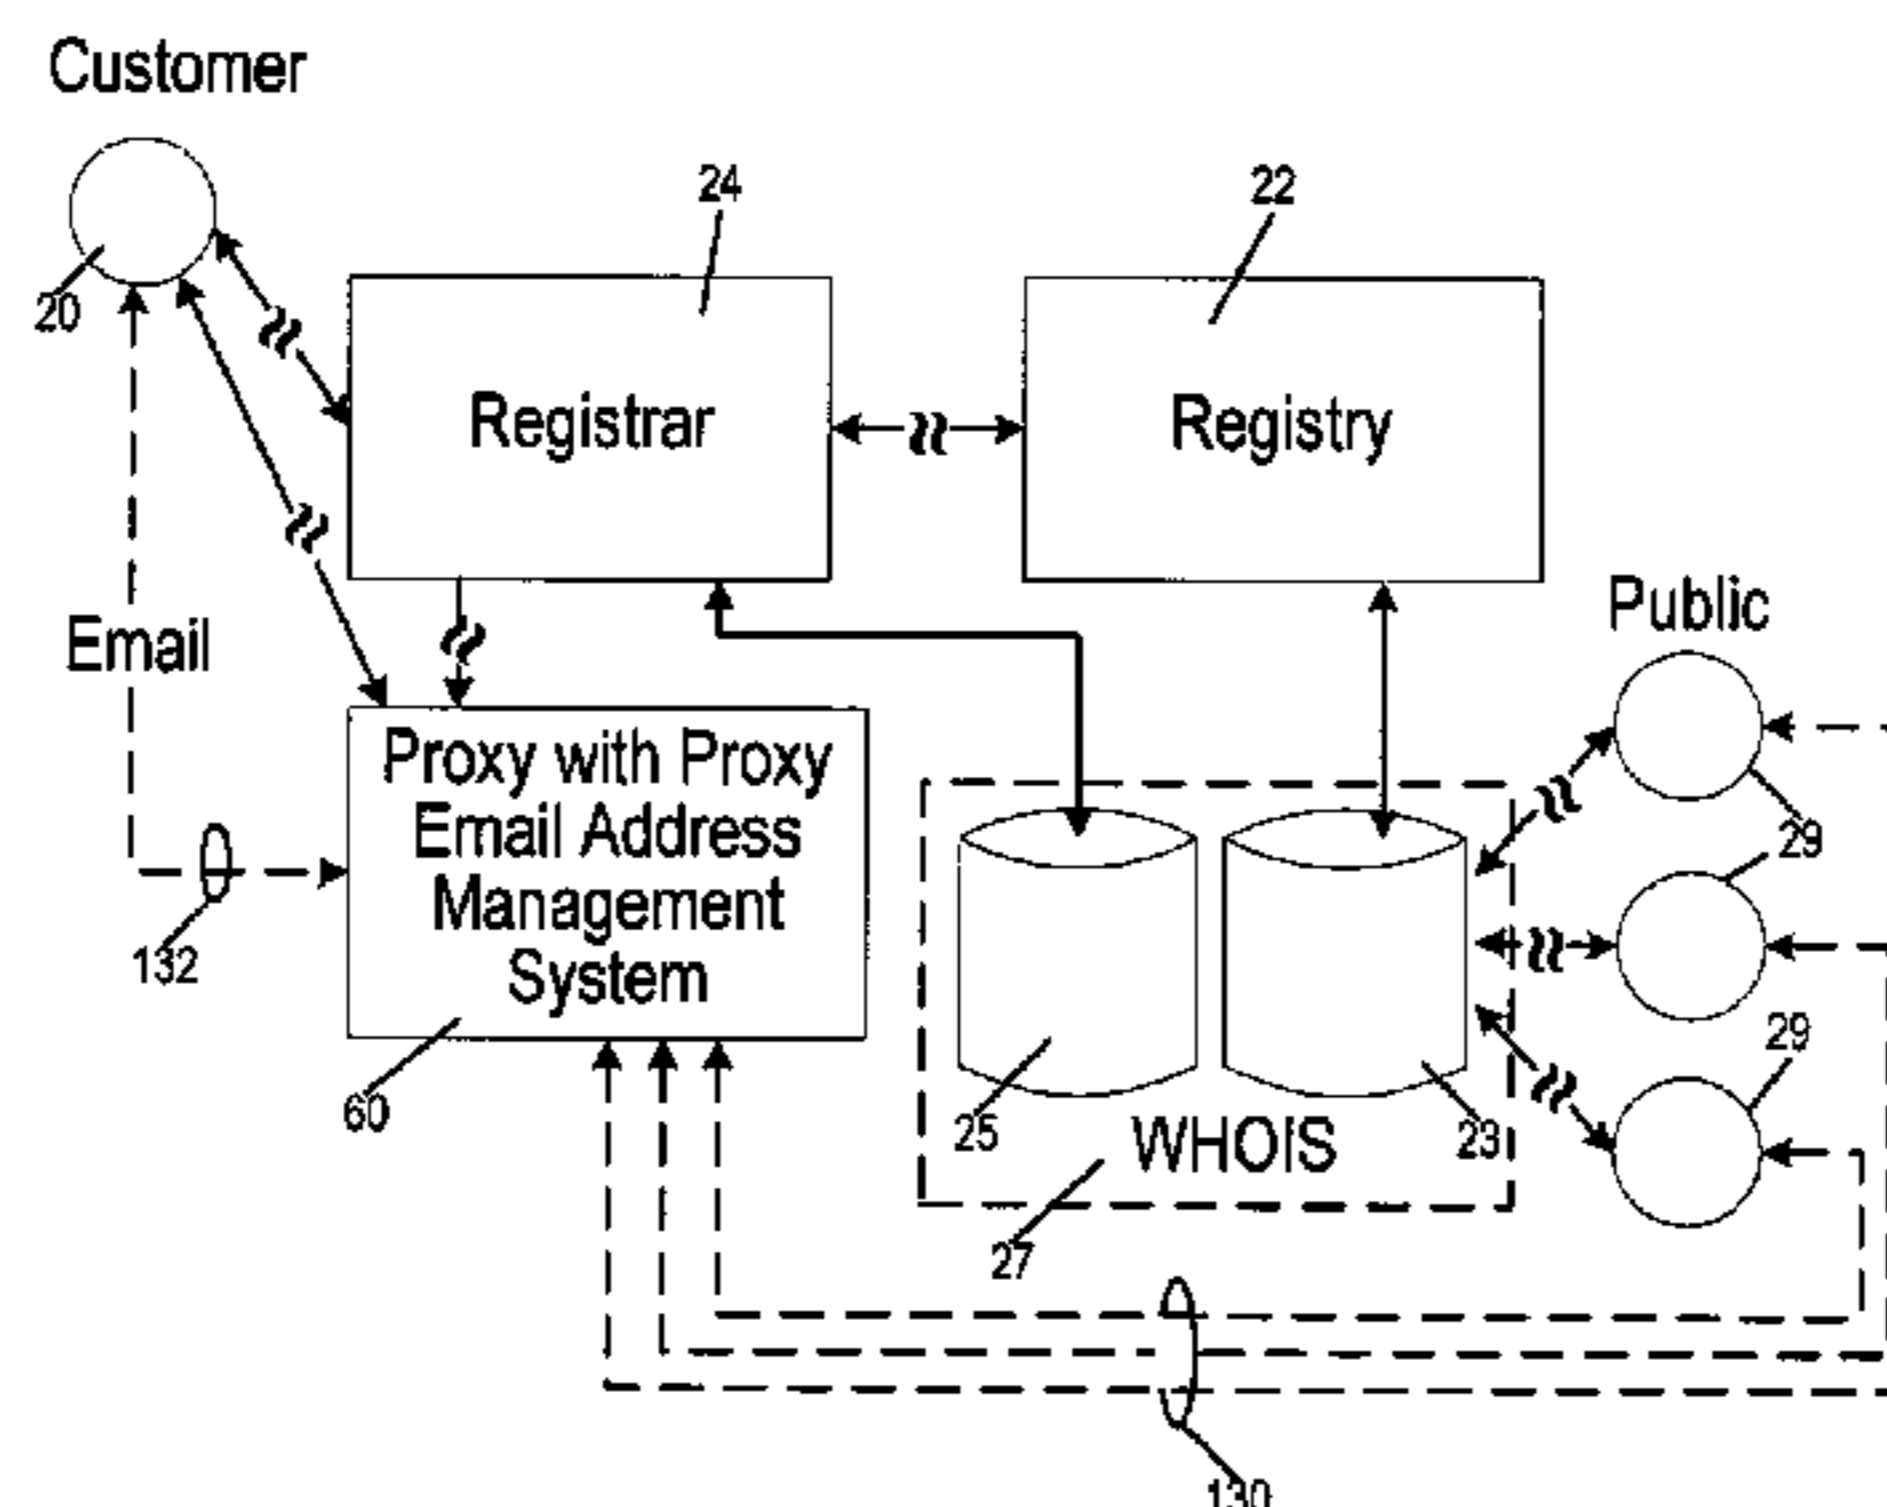 Customer
24
22
20
Registrar
Registry
Public
Email
Proxy with Proxy
Email Address
Management
System
29
29
132
29
60
25
WHOIS
23
27
130